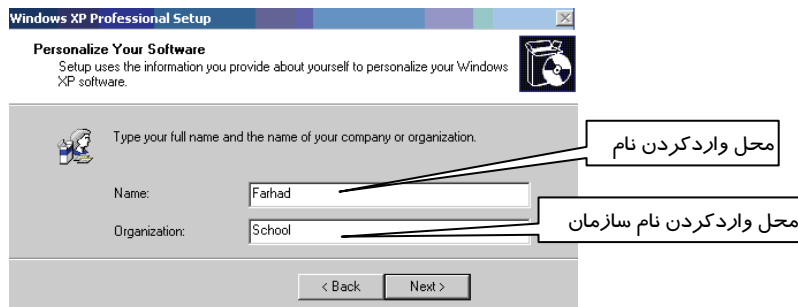 Windows XP Professional Setup
Personalize Your Software
Setup uses the information you provide about yourself to personalize your Windows
XP software.
Type your full name and the name of your company or organization.
محل واردکردن نام
Name:
Farhad
محل واردکردن نام سازمان
Organization:
School
< Back
Next >